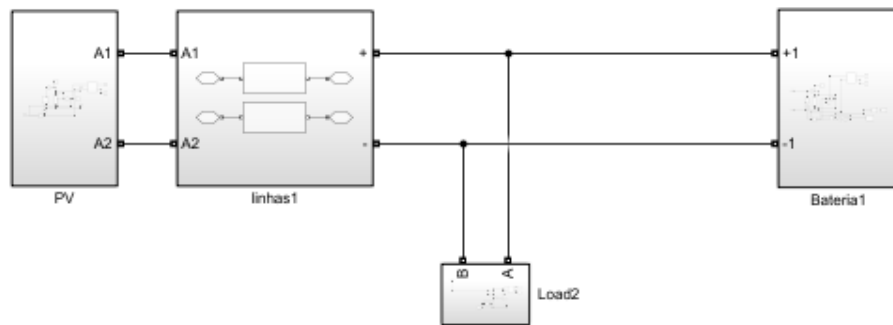 A1
A1
+
+1
A2
A2
-
-1
PV
linhas1
Bateria1
B
A
Load2